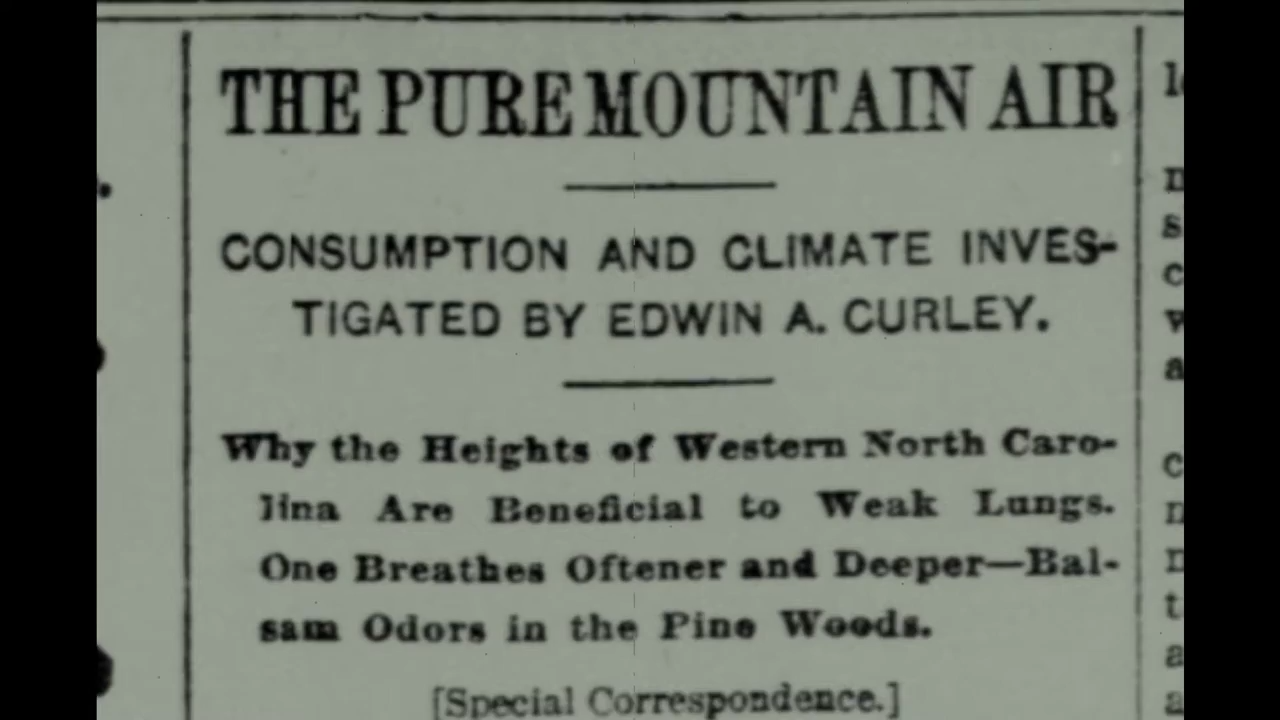 THE PURE MOUNTAIN AIR
CONSUMPTION AND CLIMATE INVES-
TIGATED BY EDWIN A. CURLEY.
Why the Heights of Western North Caro-
lina Are Beneficial to Weak Lungs.
One Breathes Oftener and Deeper—Bal-
sam Odors in the Pine Woods.
[Special Correspondence.]